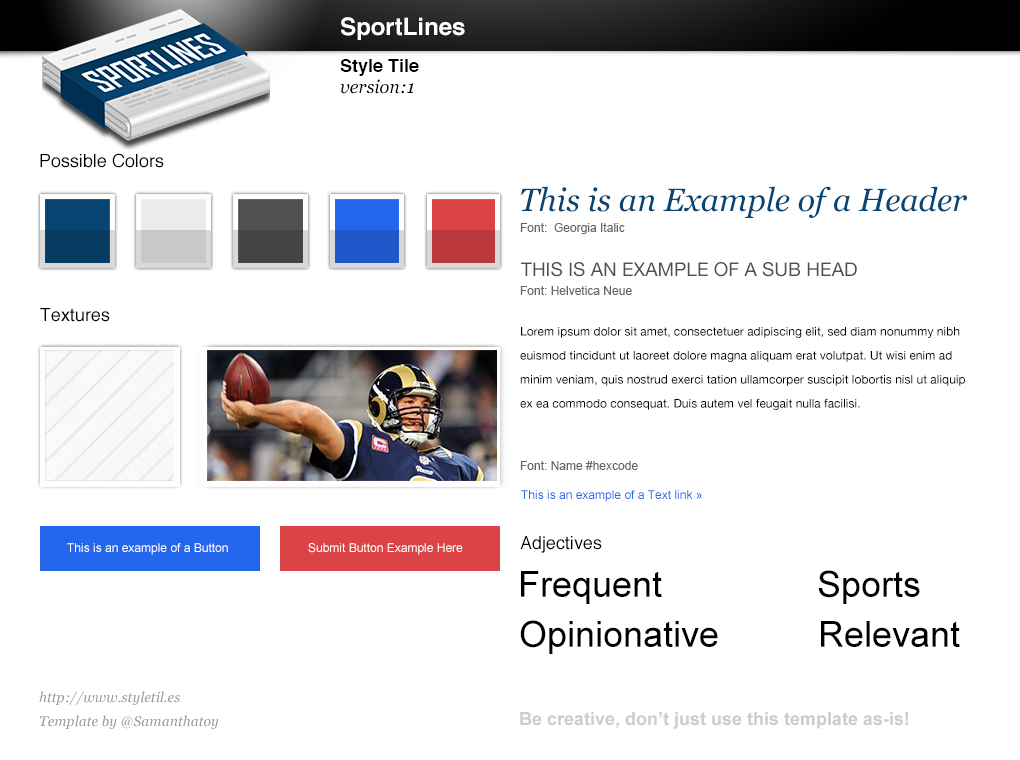 SportLines
SPORTLINES
Style Tile
version:1
Possible Colors
Textures
This is an example of a Button
Submit Button Example Here
This is an Example of a Header
Font:  Georgia Italic
THIS IS AN EXAMPLE OF A SUB HEAD
Font: Helvetica Neue
Lorem ipsum dolor sit amet, consectetuer adipiscing elit, sed diam nonummy nibh
euismod tincidunt ut laoreet dolore magna aliquam erat volutpat. Ut wisi enim ad
minim veniam, quis nostrud exerci tation ullamcorper suscipit lobortis nisl ut aliquip
ex ea commodo consequat. Duis autem vel feugait nulla facilisi.
Font: Name #hexcode
This is an example of a Text link »
Adjectives
Frequent
Sports
Opinionative
Relevant
http://www.styletil.es
Template by @Samanthatoy
Be creative, don’t just use this template as-is!